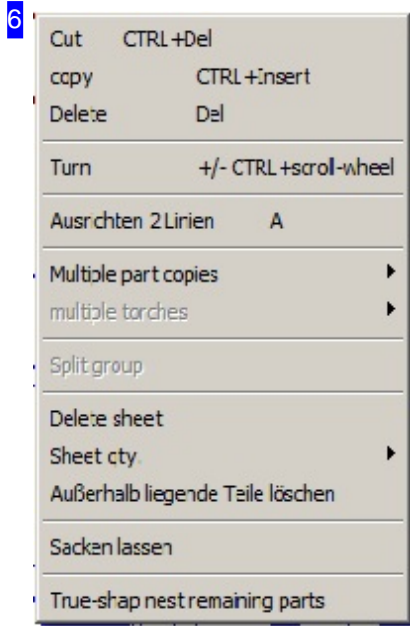 6
Cut CTRL+Del
copy CTRL+Insert
Delete Del
Turn +/- CTRL+scrol-wheel
Ausrichten 2 Linien A
Multiple part copies
multiple torches
Split group
Delete sheet
Sheet qty.
Außerhalb liegende Teile löschen
Sacken lassen
True-shap nest remaining parts